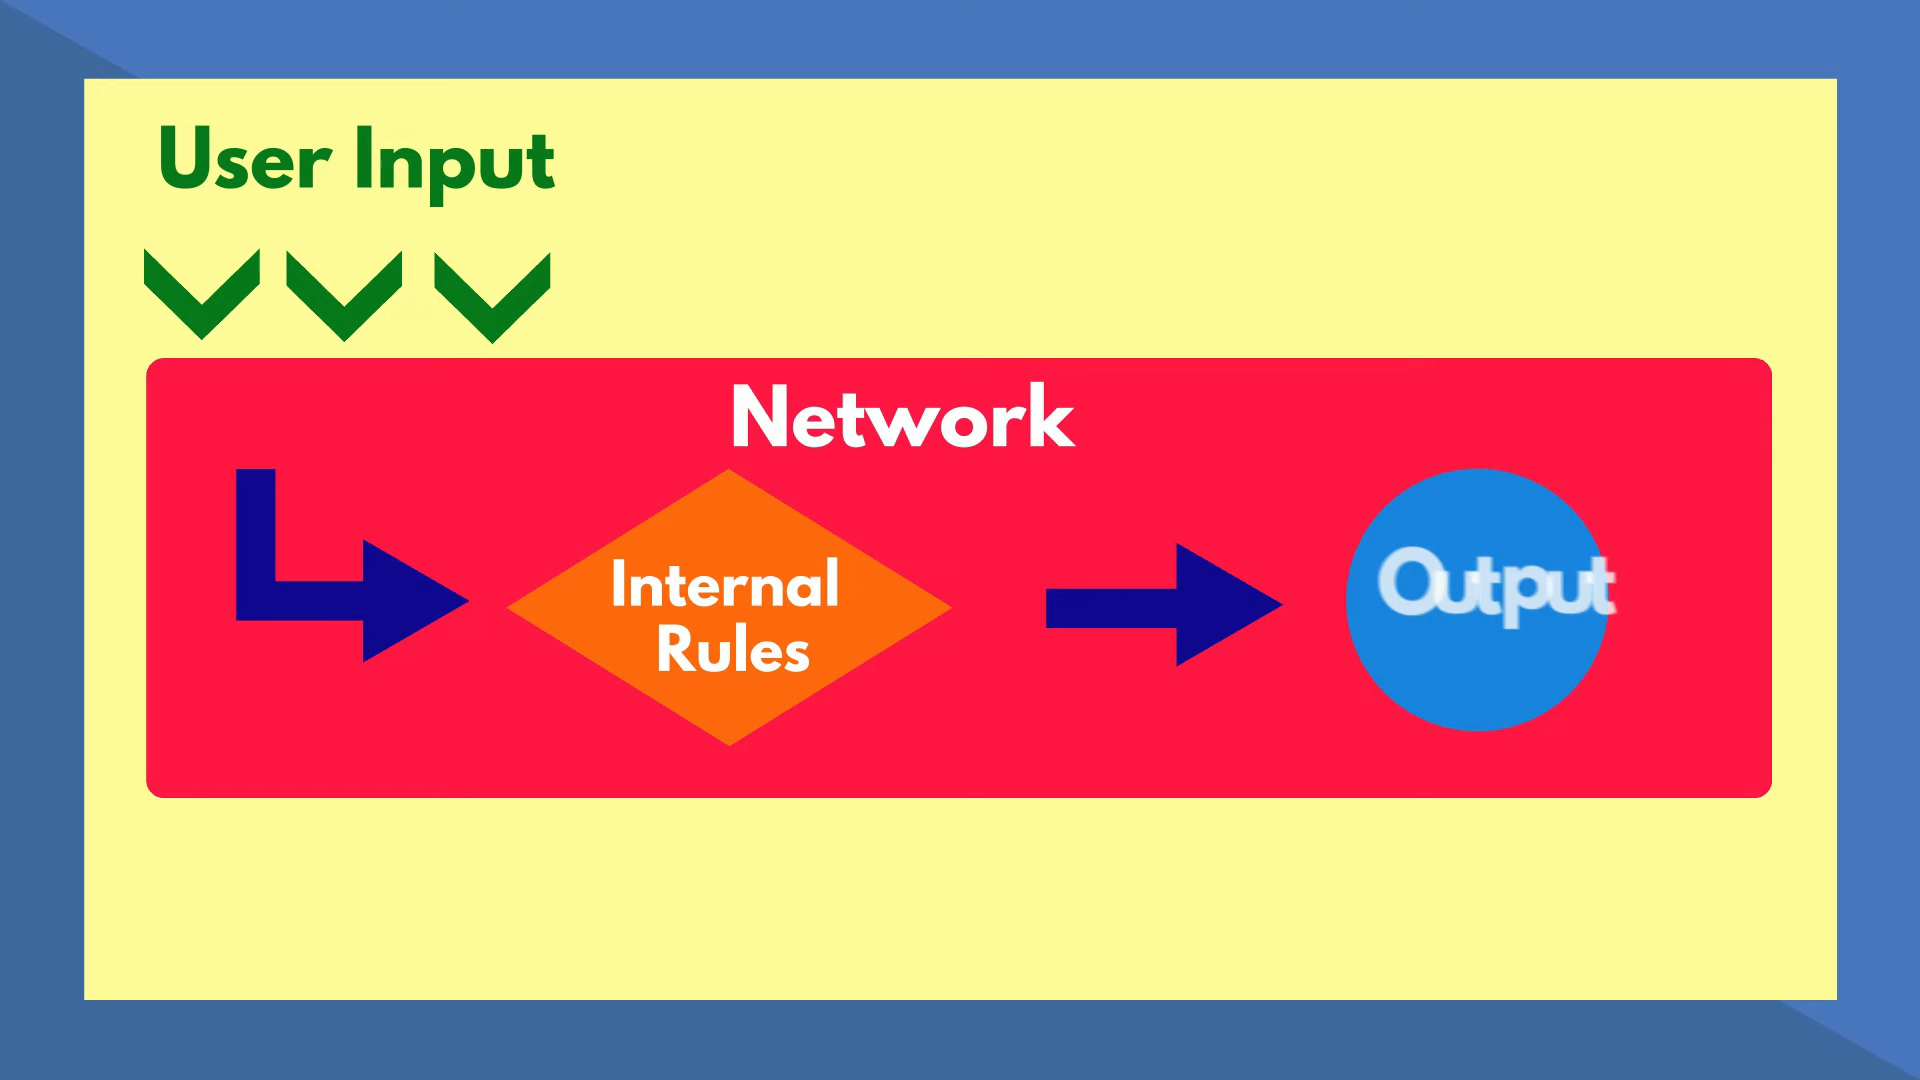 User Input
Network
Internal
Rules
Output